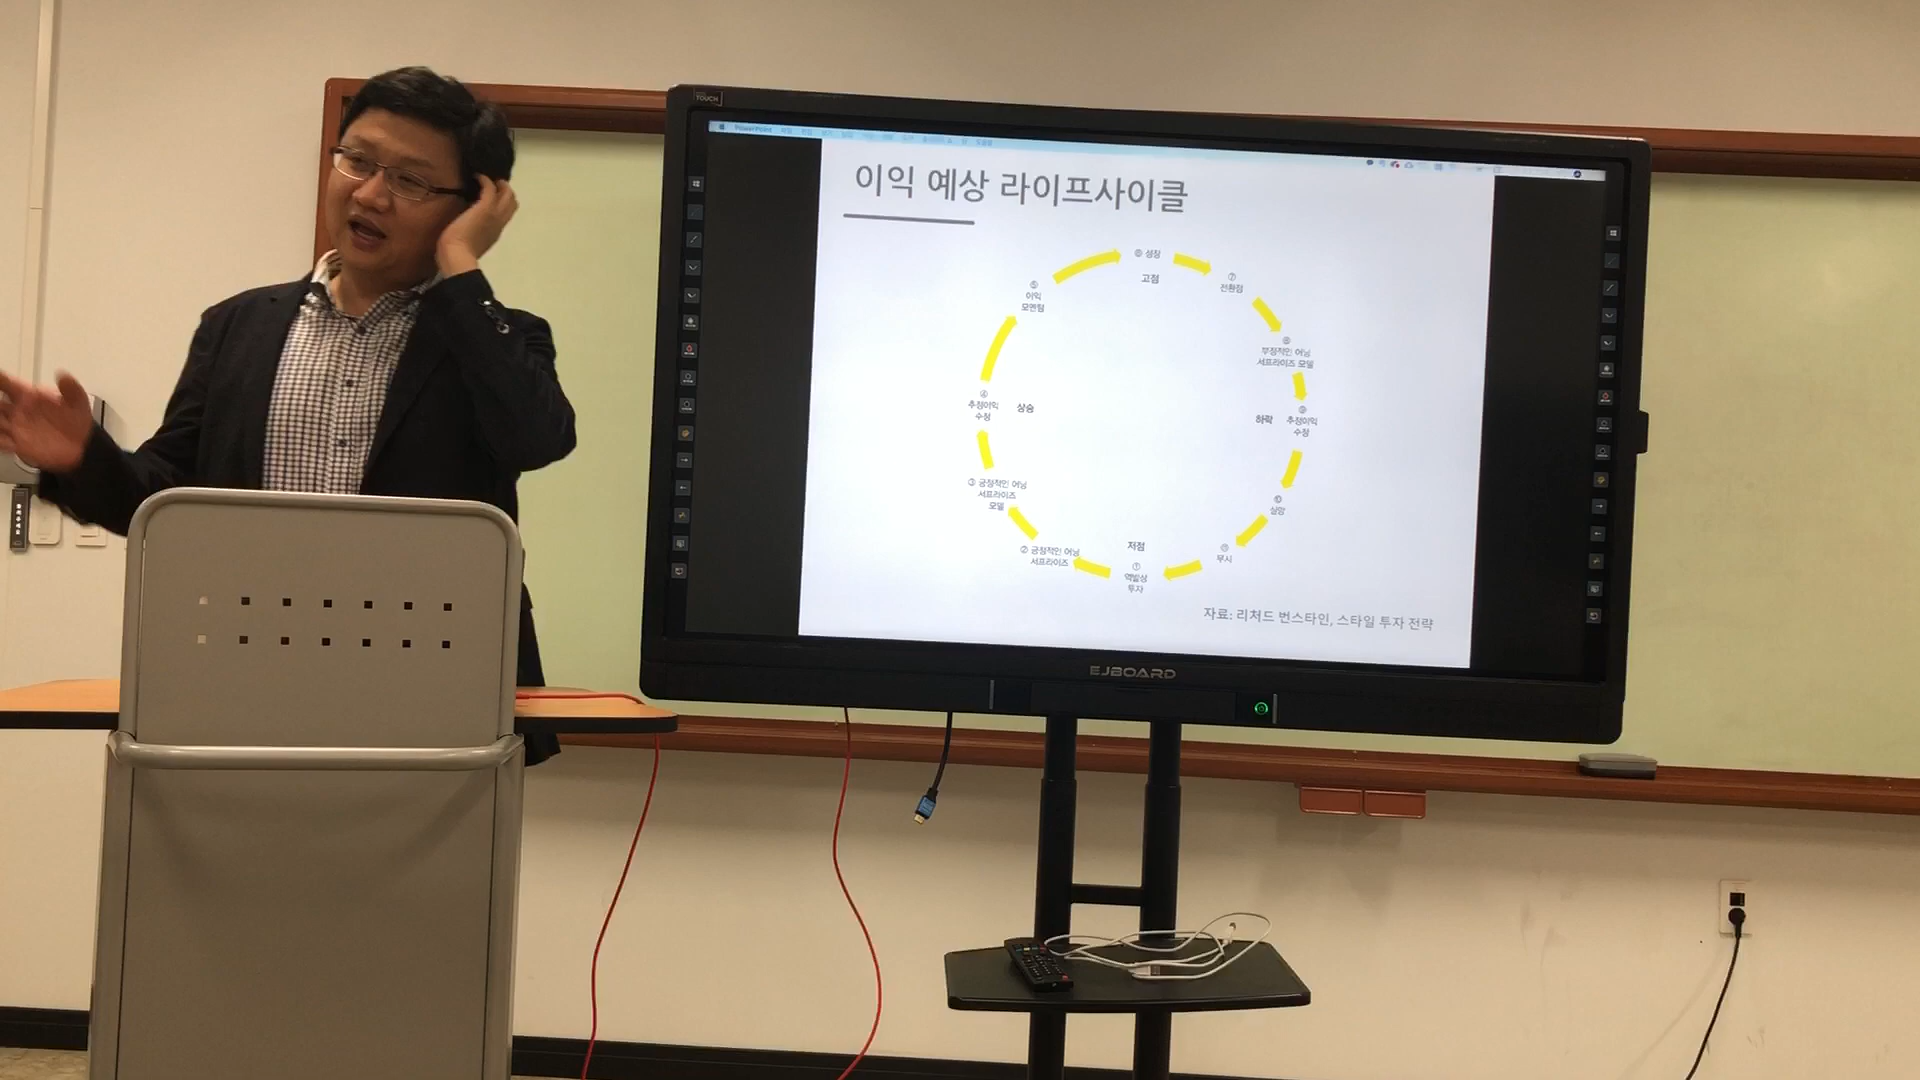 TOUCH
PowerPoint
이익 예상 라이프사이클
⑥ 성장
고점
⑦
전환점
⑧
부정적인 어닝
서프라이즈 모델
⑨
추정이익
수정
하락
⑩
실망
⑪
무시
저점
①
역발상
투자
② 긍정적인 어닝
서프라이즈
③ 긍정적인 어닝
서프라이즈
모델
④
추정이익
수정
상승
⑤
이익
모멘텀
자료: 리처드 번스타인, 스타일 투자 전략
EJBOARD